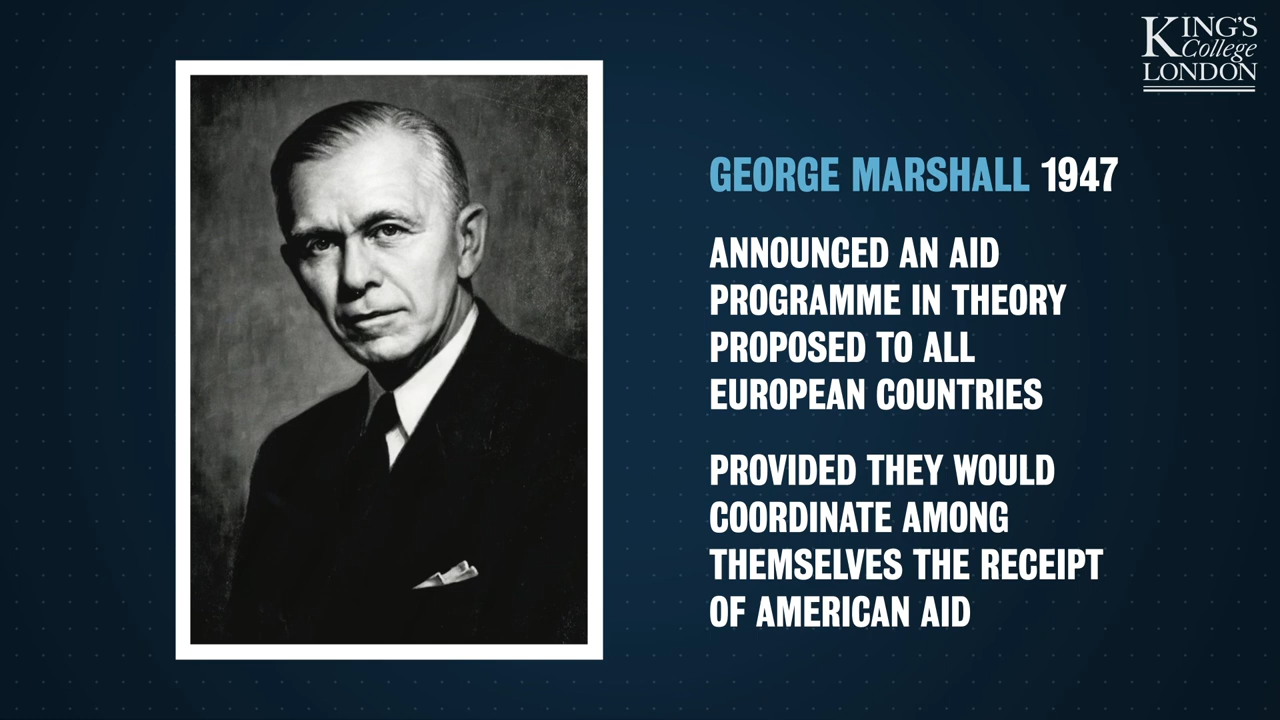 KING'S
College
LONDON
GEORGE MARSHALL 1947
ANNOUNCED AN AID
PROGRAMME IN THEORY
PROPOSED TO ALL
EUROPEAN COUNTRIES
PROVIDED THEY WOULD
COORDINATE AMONG
THEMSELVES THE RECEIPT
OF AMERICAN AID